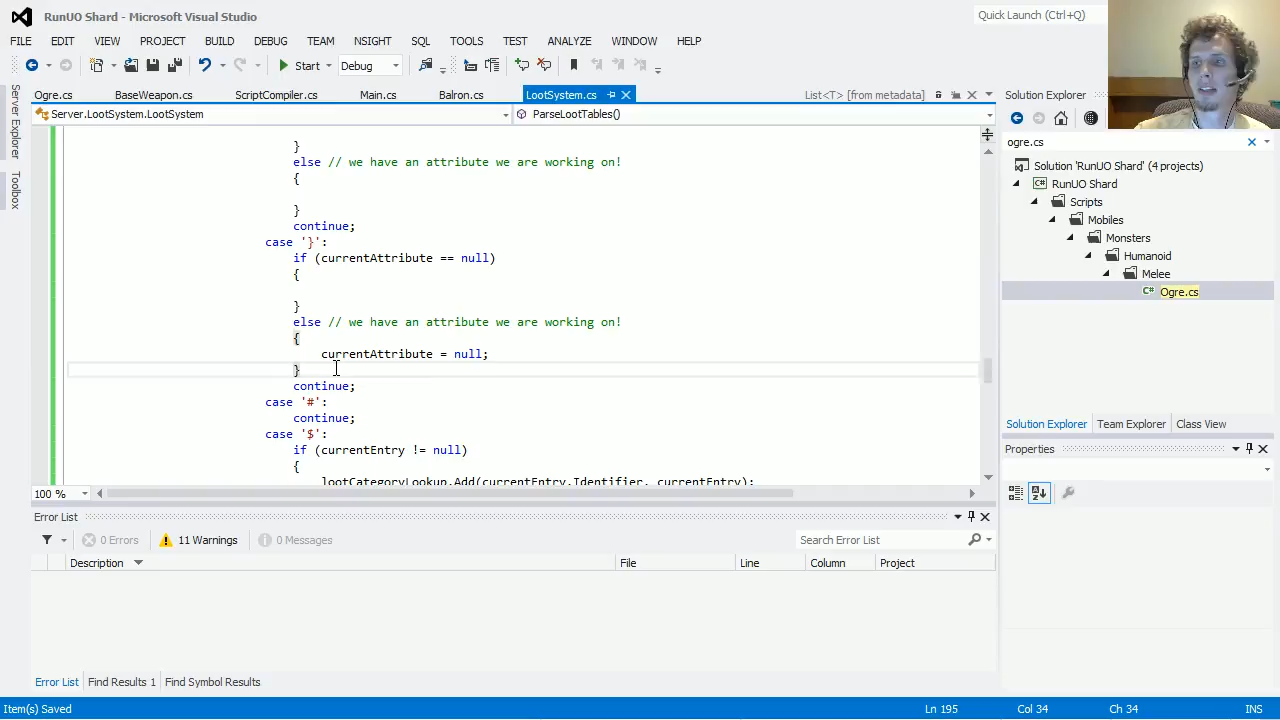 RunUO Shard - Microsoft Visual Studio
Quick Launch (Ctrl+Q)
FILE EDIT VIEW PROJECT BUILD DEBUG TEAM NSIGHT SQL TOOLS TEST ANALYZE WINDOW HELP
Start Debug
Server Explorer
Toolbox
Ogre.cs BaseWeapon.cs ScriptCompiler.cs Main.cs Balron.cs LootSystem.cs List<T> [from metadata]
Server.LootSystem.LootSystem ParseLootTables()
}
else // we have an attribute we are working on!
{
}
continue;
case '}':
if (currentAttribute == null)
{
}
else // we have an attribute we are working on!
{
currentAttribute = null;
}
continue;
case '#':
continue;
case '$':
if (currentEntry != null)
{
lootCategoryLookup.Add(currentEntry.Identifier, currentEntry);
100 %
Solution Explorer
ogre.cs
Solution 'RunUO Shard' (4 projects)
RunUO Shard
Scripts
Mobiles
Monsters
Humanoid
Melee
Ogre.cs
Solution Explorer Team Explorer Class View
Properties
Error List
0 Errors 11 Warnings 0 Messages Search Error List
Description File Line Column Project
Error List Find Results 1 Find Symbol Results
Item(s) Saved Ln 195 Col 34 Ch 34 INS